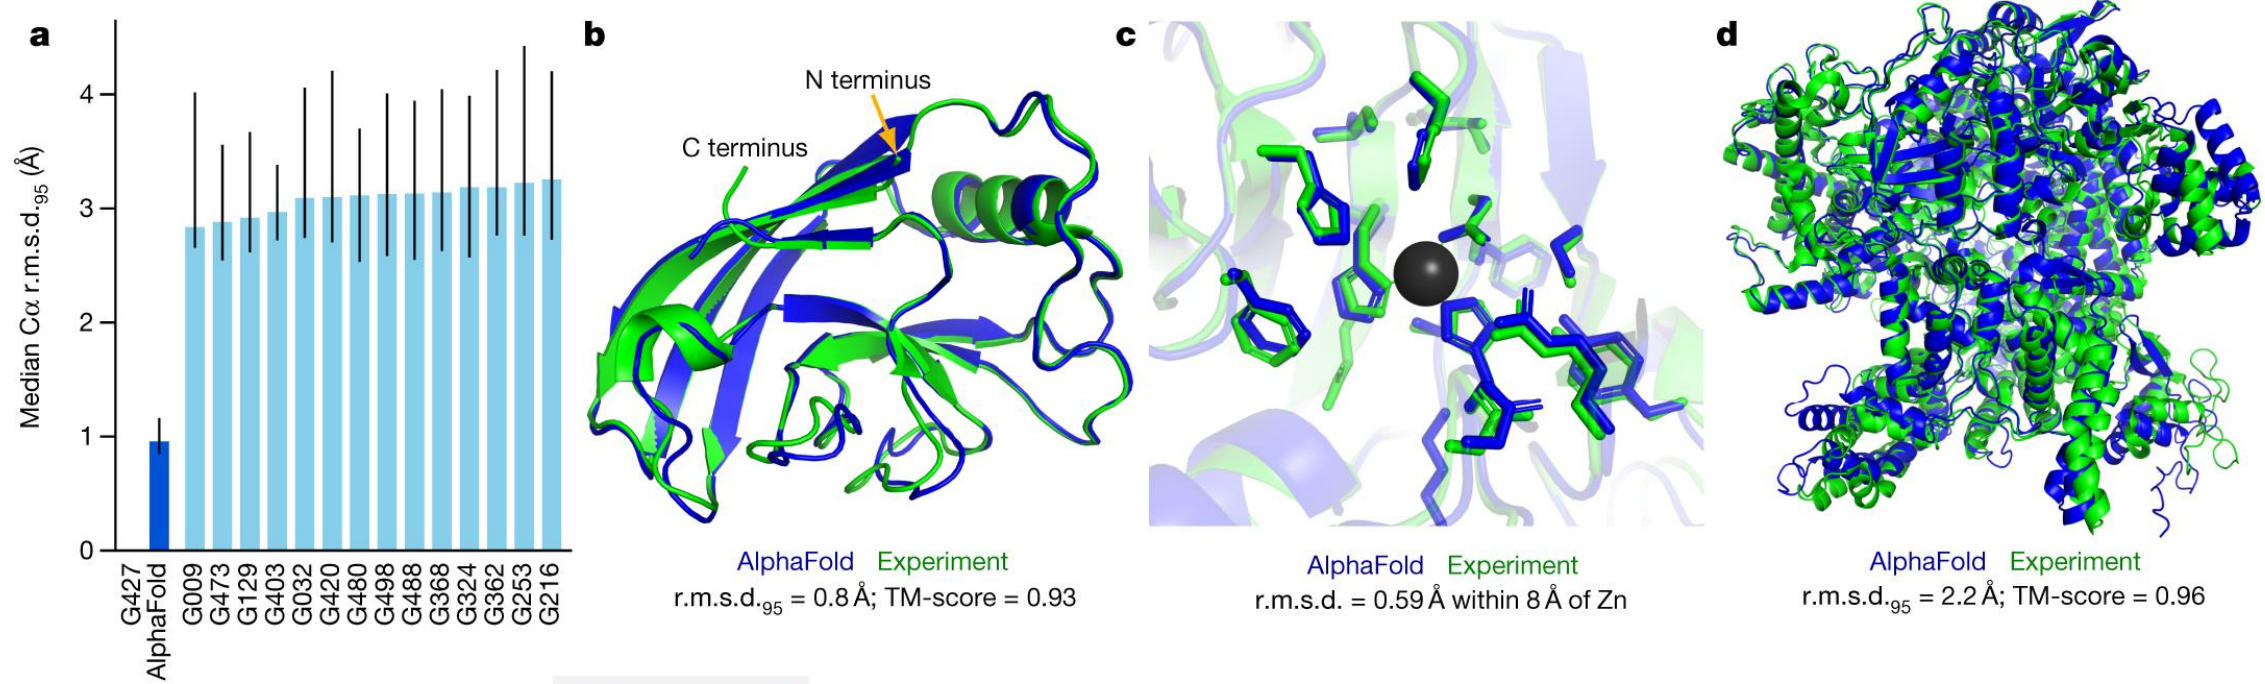 a
Median Cα r.m.s.d.95 (Å)
4
3
2
1
0
G427
AlphaFold
G009
G473
G129
G403
G032
G420
G480
G498
G488
G368
G324
G362
G253
G216
b
N terminus
C terminus
AlphaFold Experiment
r.m.s.d.95 = 0.8 Å; TM-score = 0.93
c
AlphaFold Experiment
r.m.s.d. = 0.59 Å within 8 Å of Zn
d
AlphaFold Experiment
r.m.s.d.95 = 2.2 Å; TM-score = 0.96